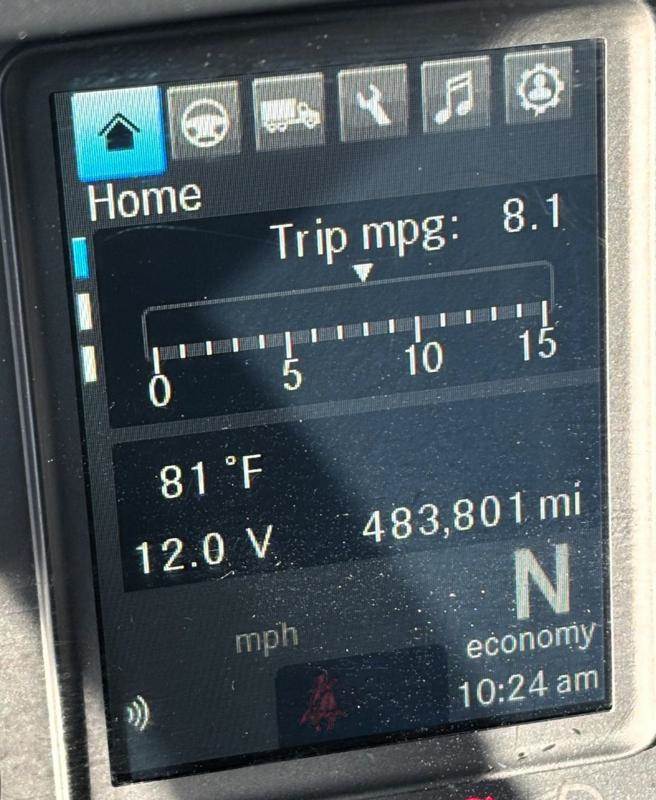 Home
Trip mpg: 8.1
0 5 10 15
81 °F
12.0 V 483,801 mi
N
mph economy
10:24 am